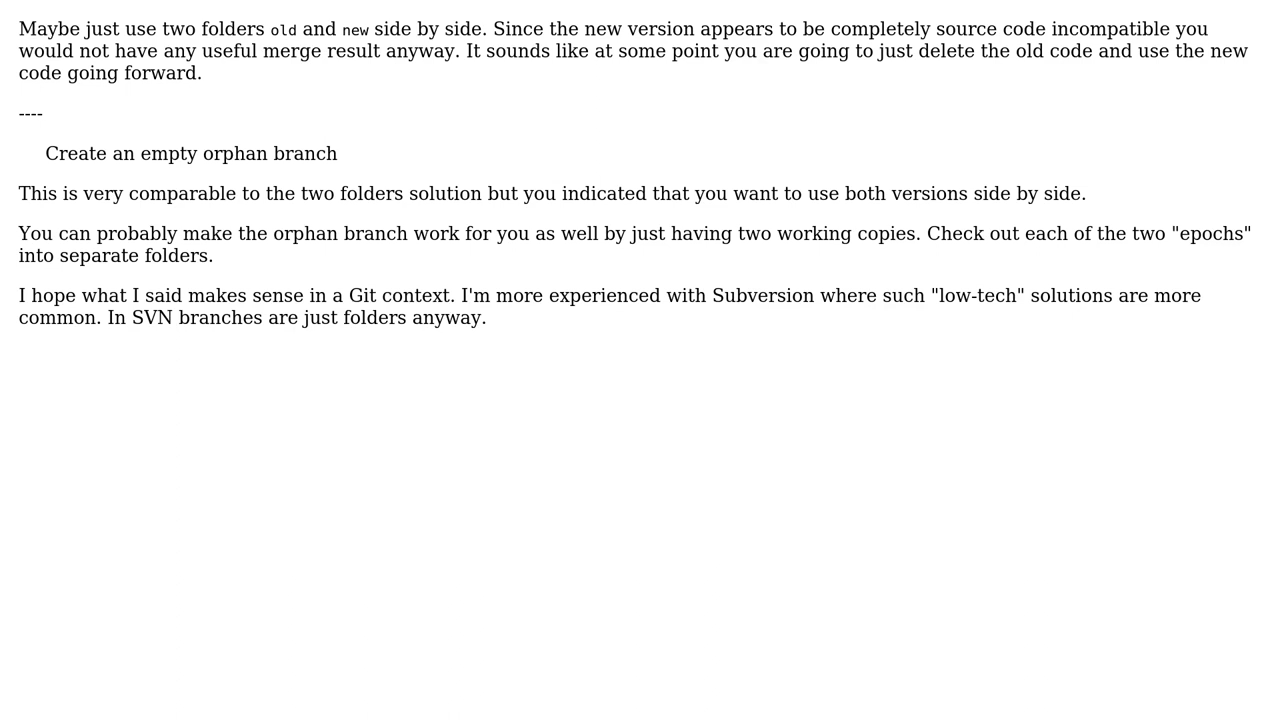 Maybe just use two folders old and new side by side. Since the new version appears to be completely source code incompatible you
would not have any useful merge result anyway. It sounds like at some point you are going to just delete the old code and use the new
code going forward.
----
Create an empty orphan branch
This is very comparable to the two folders solution but you indicated that you want to use both versions side by side.
You can probably make the orphan branch work for you as well by just having two working copies. Check out each of the two "epochs"
into separate folders.
I hope what I said makes sense in a Git context. I'm more experienced with Subversion where such "low-tech" solutions are more
common. In SVN branches are just folders anyway.